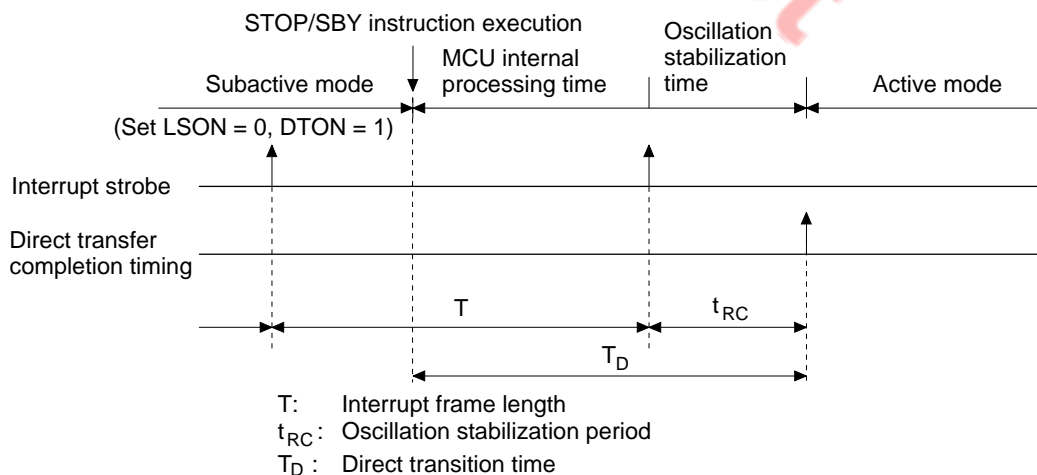 STOP/SBY instruction execution
Oscillation
stabilization
time
MCU internal
processing time
Subactive mode
Active mode
(Set LSON = 0, DTON = 1)
Interrupt strobe
Direct transfer
completion timing
T
tRC
TD
T: Interrupt frame length
tRC : Oscillation stabilization period
TD : Direct transition time